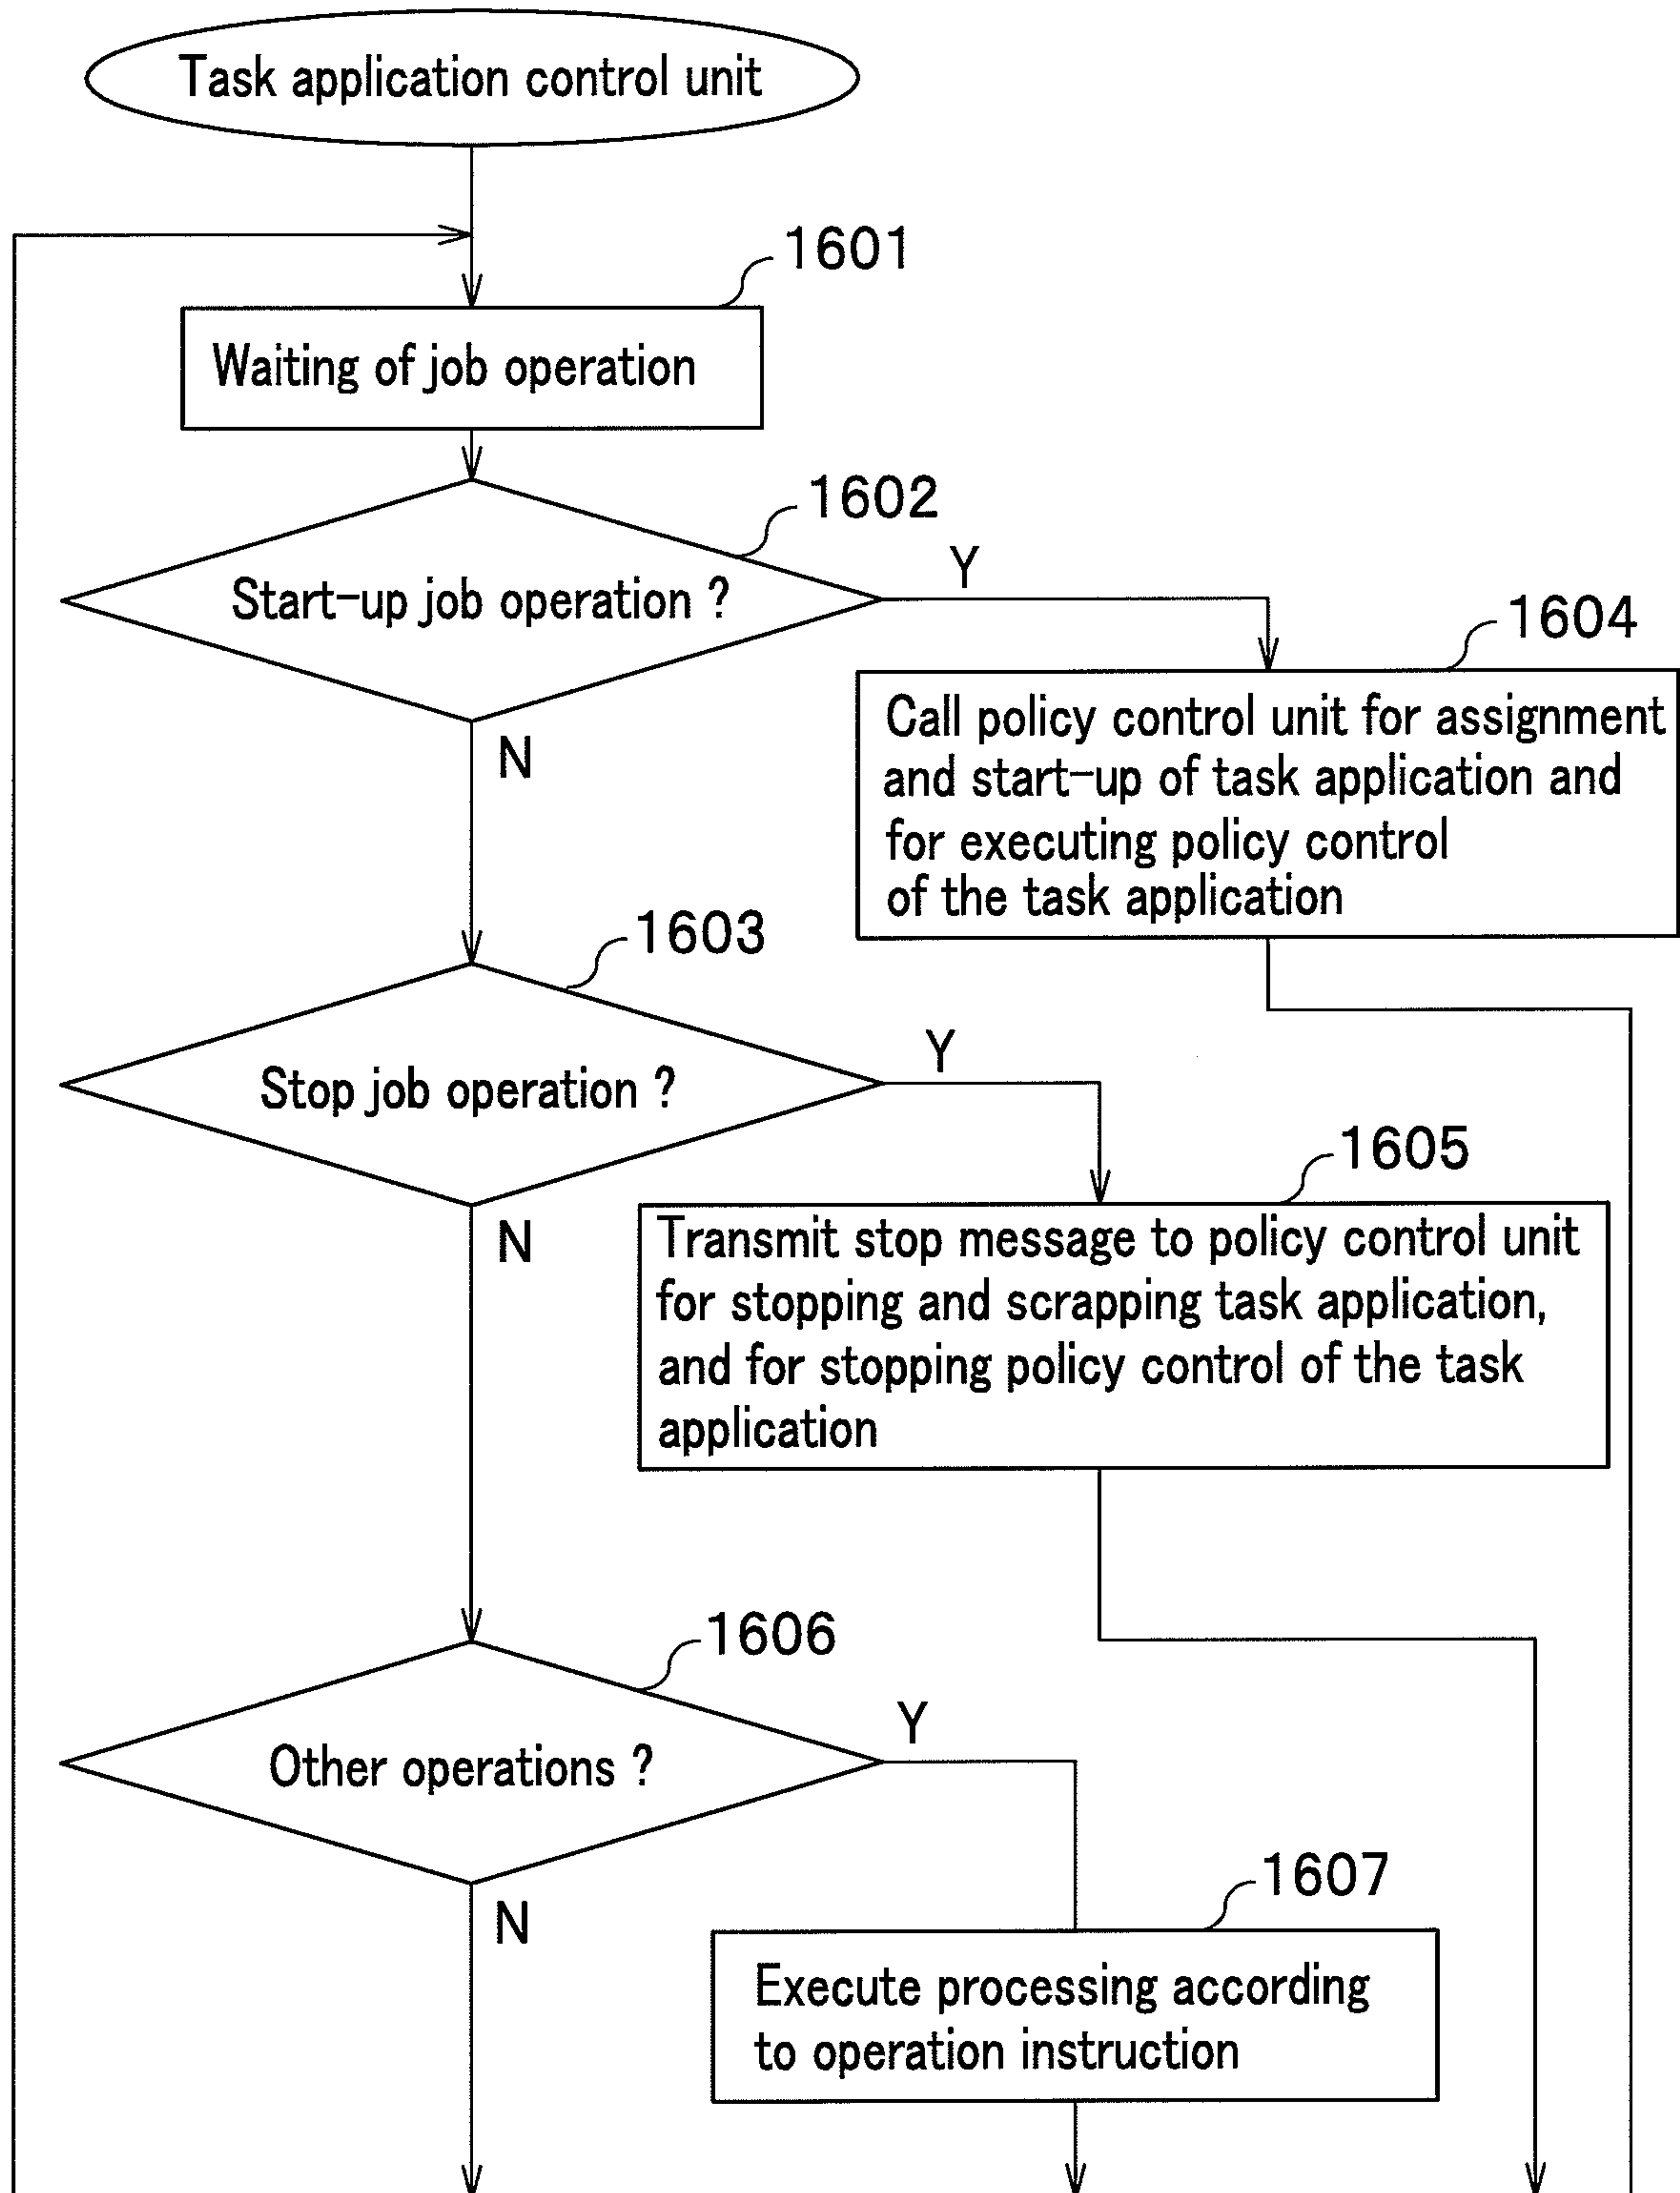 Task application control unit
1601
Waiting of job operation
1602
Start-up job operation ?
Y
N
1604
Call policy control unit for assignment
and start-up of task application and
for executing policy control
of the task application
1603
Stop job operation ?
Y
N
1605
Transmit stop message to policy control unit
for stopping and scrapping task application,
and for stopping policy control of the task
application
1606
Other operations ?
Y
N
1607
Execute processing according
to operation instruction